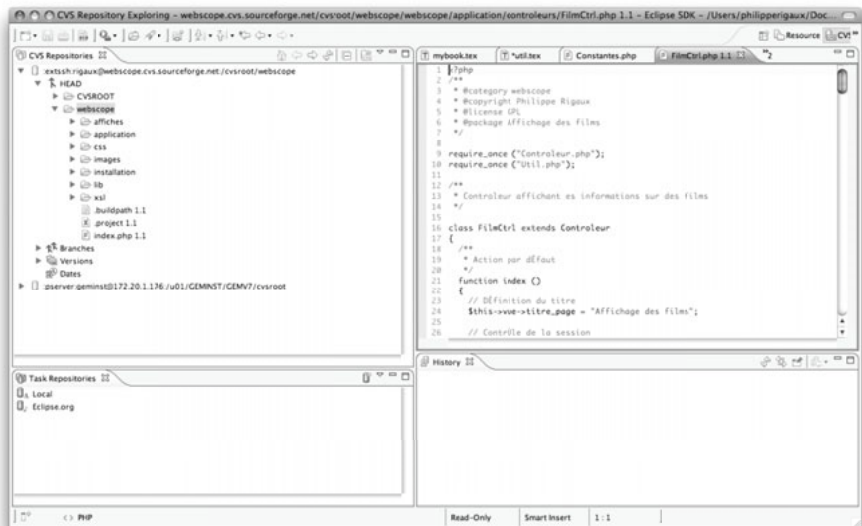 CVS Repository Exploring – webscope.cvs.sourceforge.net/cvsroot/webscope/webscope/application/controleurs/FilmCtrl.php 1.1 – Eclipse SDK – /Users/philipperigaux/Doc...
Resource
CVS
CVS Repositories
:extssh:rigaux@webscope.cvs.sourceforge.net:/cvsroot/webscope
HEAD
CVSROOT
webscope
affiches
application
css
images
installation
lib
xsl
.buildpath 1.1
.project 1.1
index.php 1.1
Branches
Versions
Dates
:pserver:geminst@172.20.1.176:/u01/GEMINST/GEMV7/cvsroot
mybook.tex
*util.tex
Constantes.php
FilmCtrl.php 1.1
2
1 <?php
2 /**
3 * @category webscope
4 * @copyright Philippe Rigaux
5 * @license GPL
6 * @package Affichage des films
7 */
8
9 require_once ("Controleur.php");
10 require_once ("Util.php");
11
12 /**
13 * Controleur affichant es informations sur des films
14 */
15
16 class FilmCtrl extends Controleur
17 {
18 /**
19 * Action par dÉfaut
20 */
21 function index ()
22 {
23 // DÉfinition du titre
24 $this->vue->titre_page = "Affichage des films";
25
26 // ContrÙle de la session
Task Repositories
Local
Eclipse.org
History
<> PHP
Read-Only
Smart Insert
1 : 1